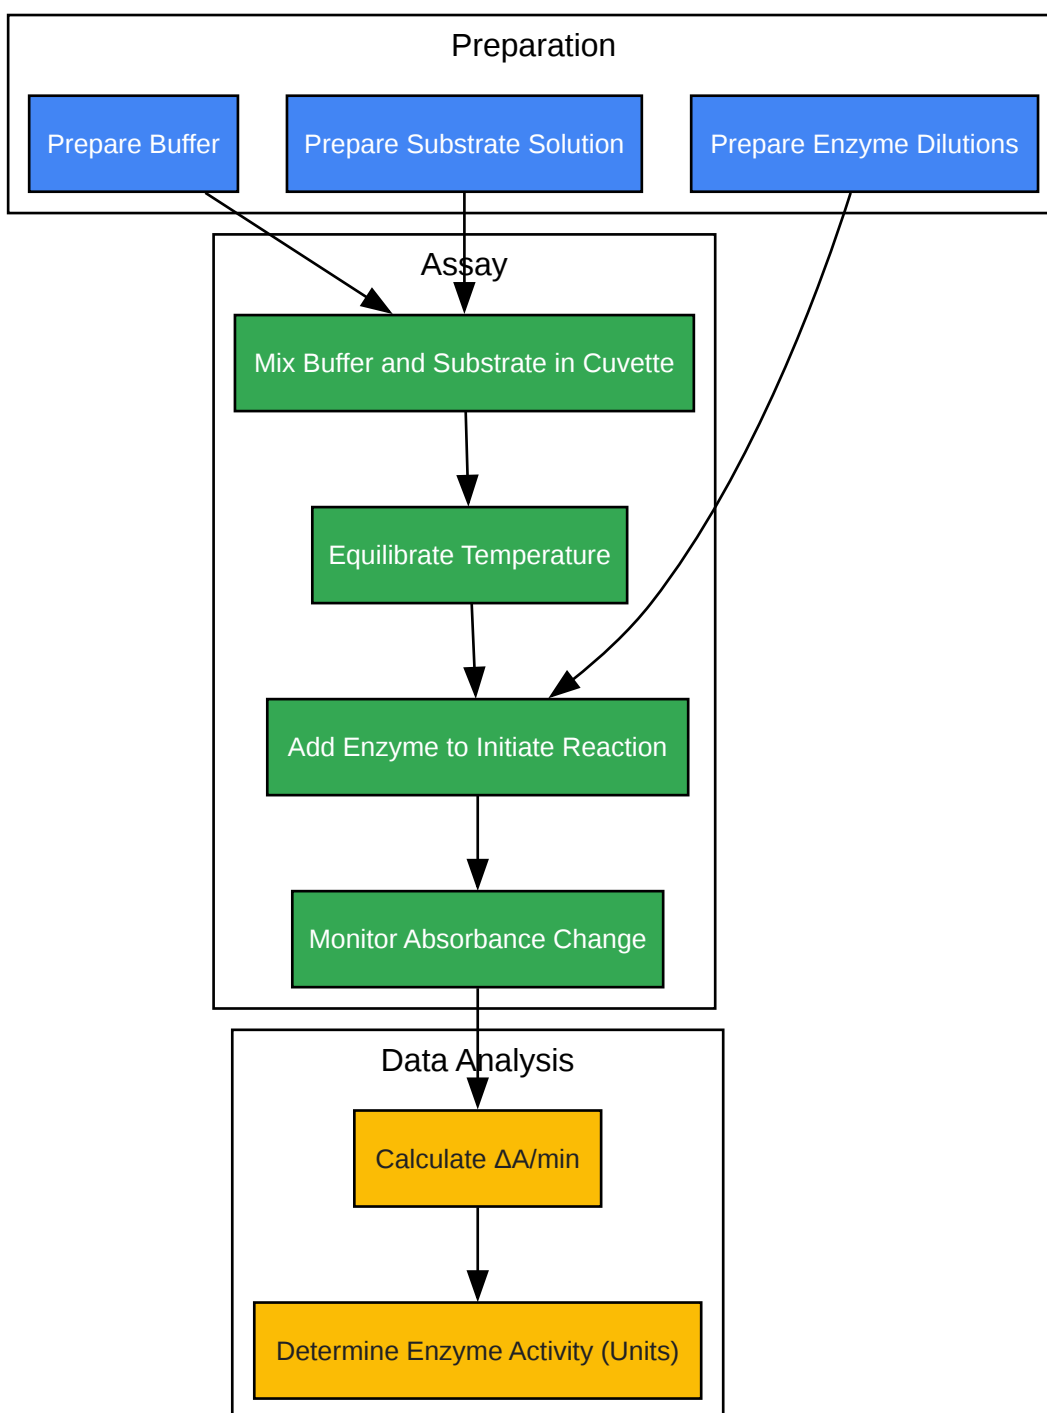 Preparation
Prepare Buffer
Prepare Substrate Solution
Prepare Enzyme Dilutions
Assay
Mix Buffer and Substrate in Cuvette
Equilibrate Temperature
Add Enzyme to Initiate Reaction
Monitor Absorbance Change
Data Analysis
Calculate ΔA/min
Determine Enzyme Activity (Units)